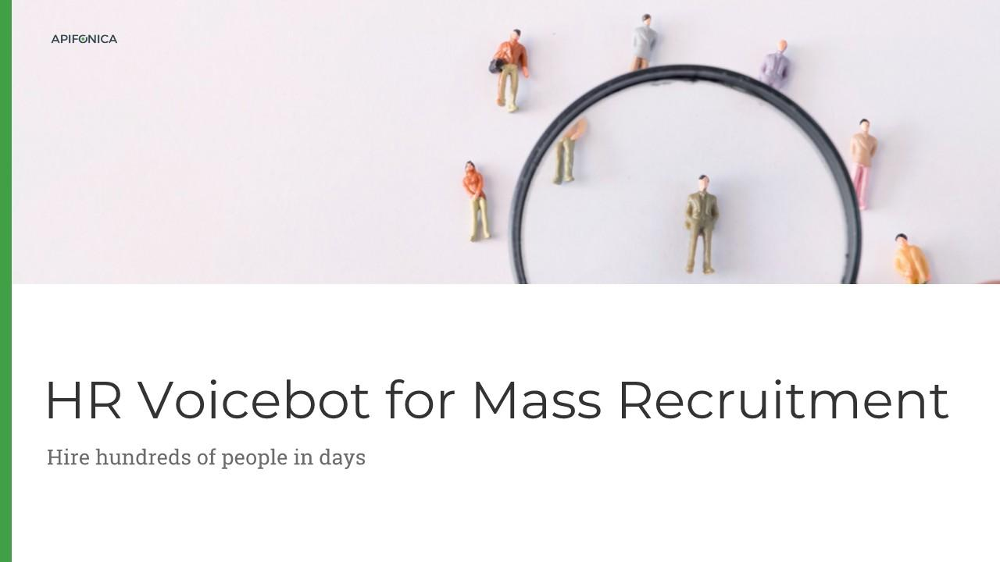 APIFONICA
HR Voicebot for Mass Recruitment
Hire hundreds of people in days